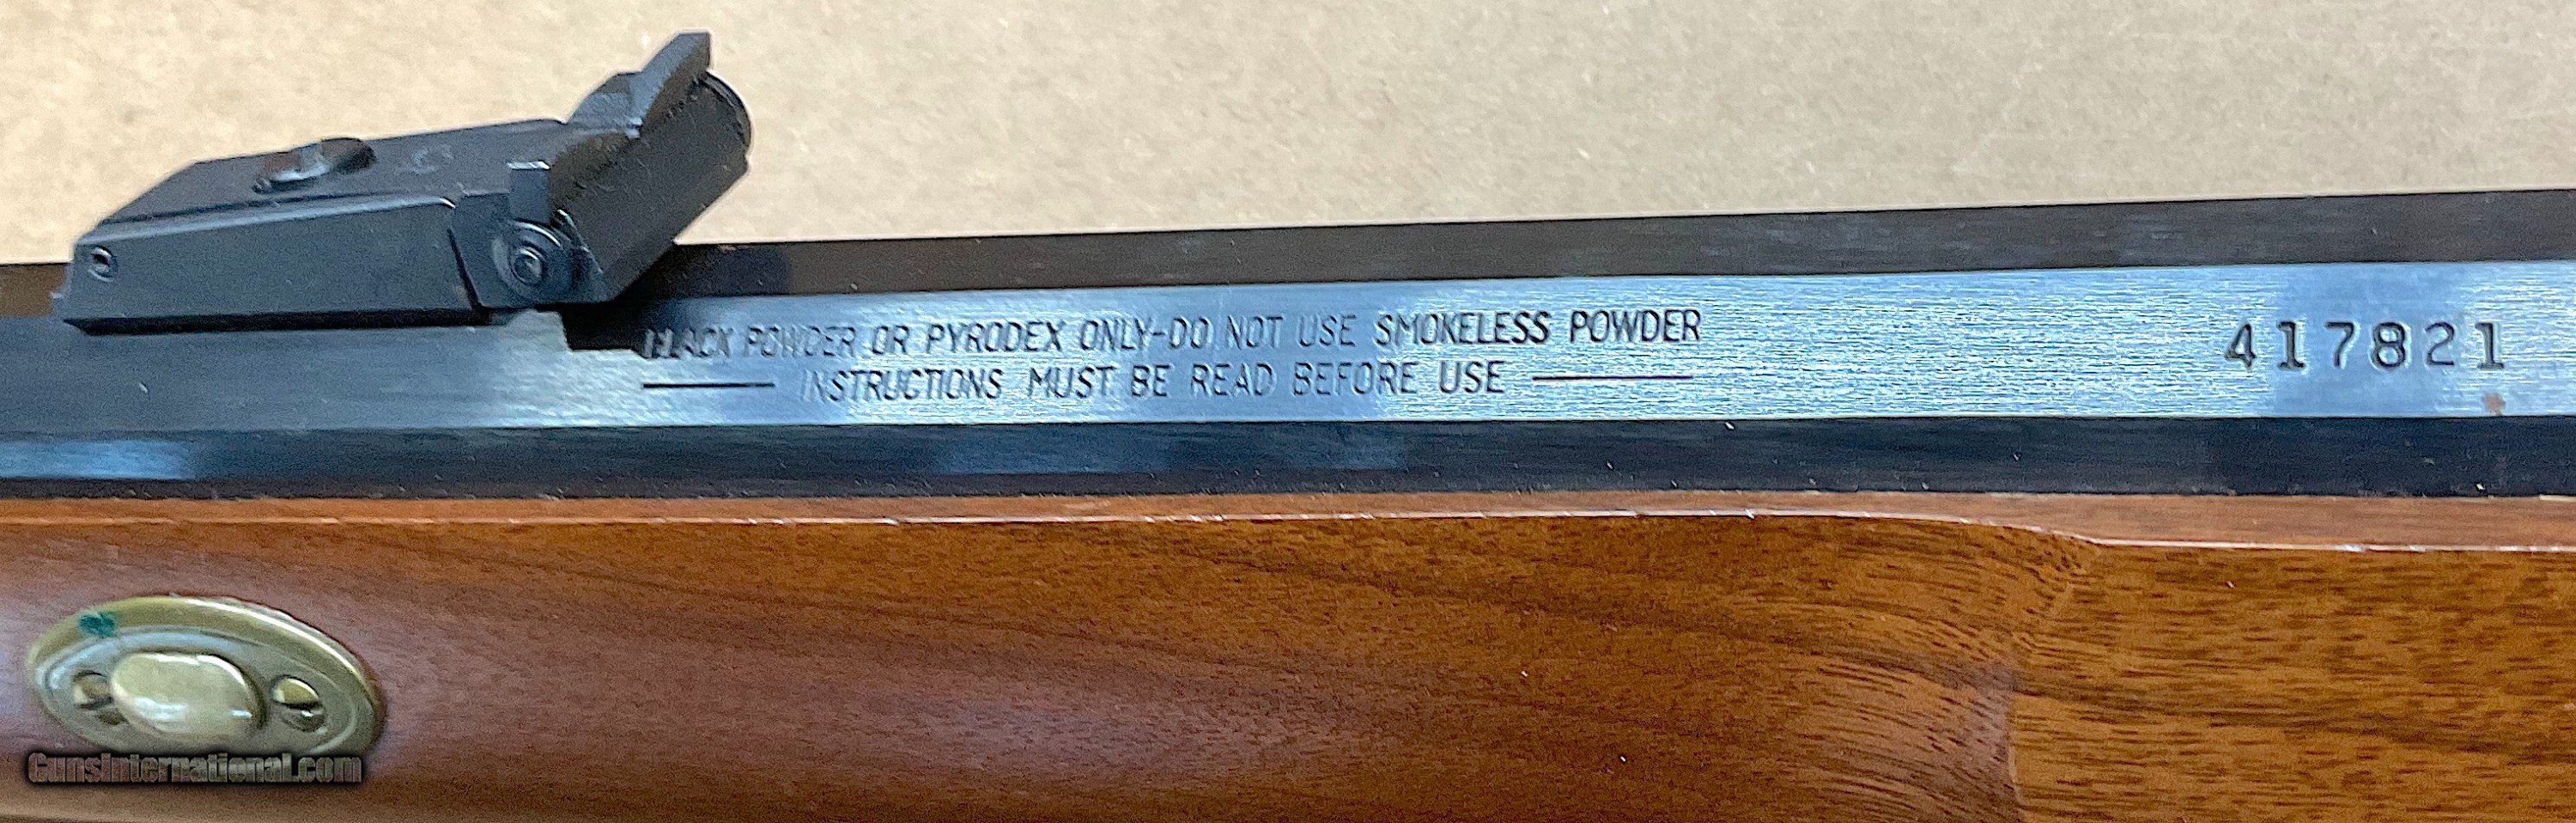 BLACK POWDER OR PYRODEX ONLY-DO NOT USE SMOKELESS POWDER
INSTRUCTIONS MUST BE READ BEFORE USE
417821
GunsInternational.com